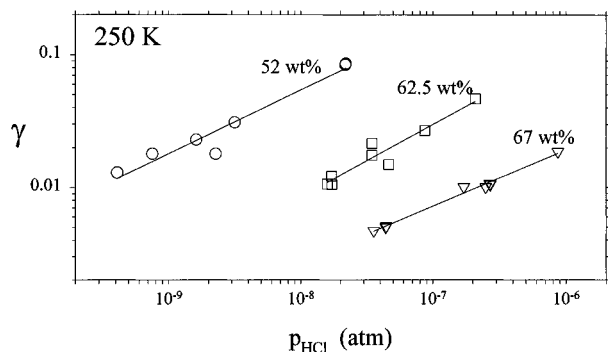 250 K
0.1
52 wt%
62.5 wt%
γ
67 wt%
0.01
10⁻⁹
10⁻⁸
10⁻⁷
10⁻⁶
p_HCl (atm)